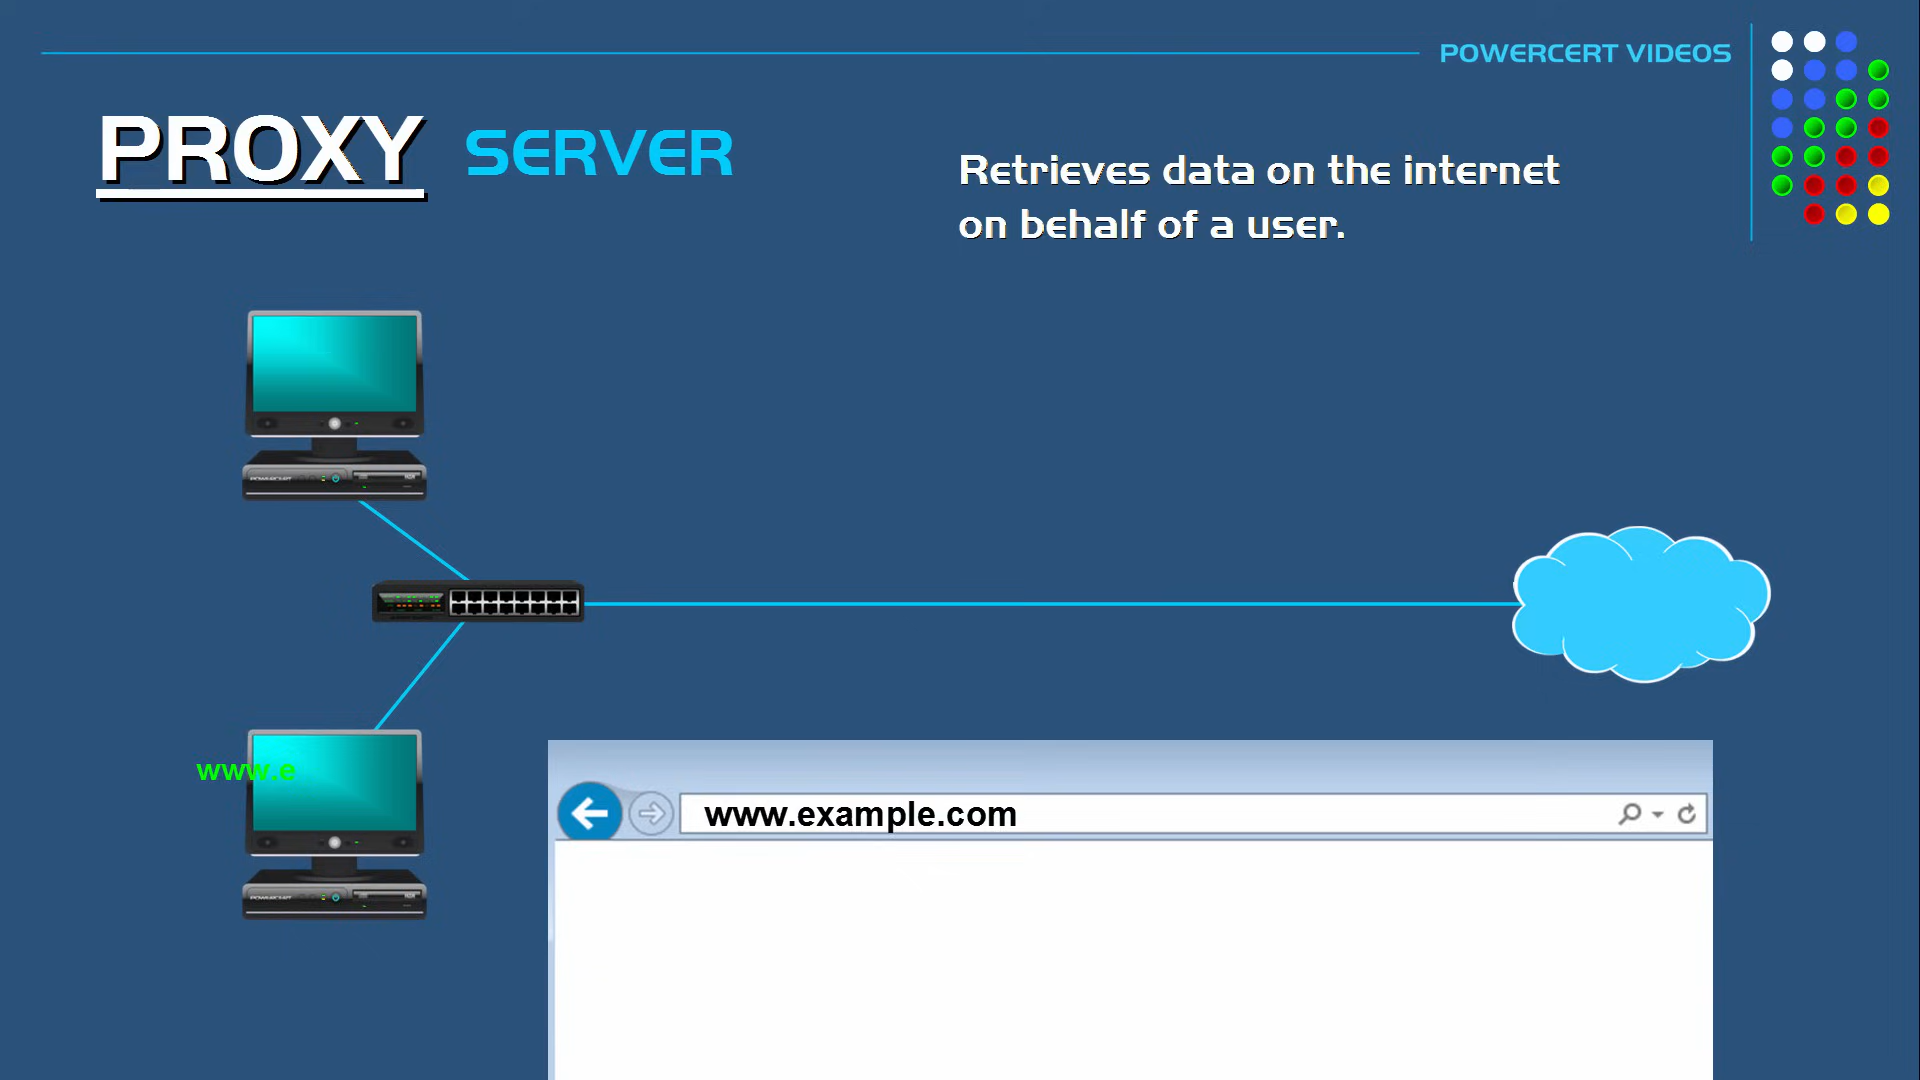 POWERCERT VIDEOS
PROXY SERVER
Retrieves data on the internet
on behalf of a user.
www.e
www.example.com